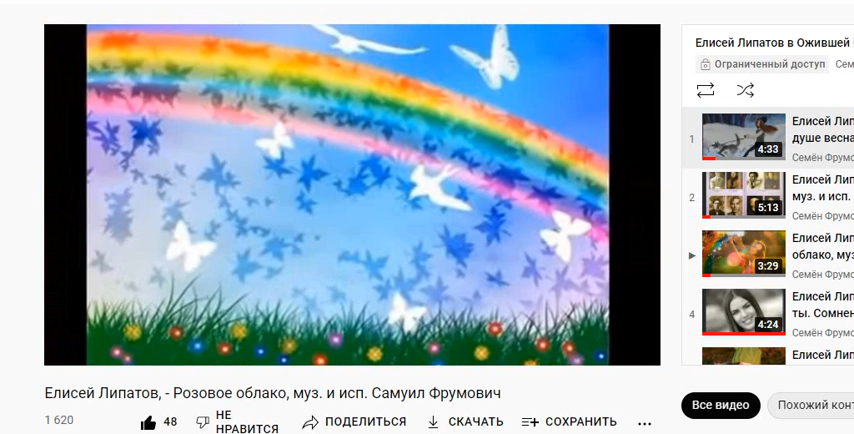 Елисей Липатов, - Розовое облако, муз. и исп. Самуил Фрумович
1 620
48
НЕ
НРАВИТСЯ
ПОДЕЛИТЬСЯ
СКАЧАТЬ
СОХРАНИТЬ
Елисей Липатов в Ожившей
Ограниченный доступ Сем
1
4:33
Елисей Лип
душе весна
Семён Фрумо
2
5:13
Елисей Лип
муз. и исп.
Семён Фрумо
3:29
Елисей Лип
облако, муз
Семён Фрумо
4
4:24
Елисей Лип
ты. Сомнен
Семён Фрумо
Елисей Лип
Все видео
Похожий конт